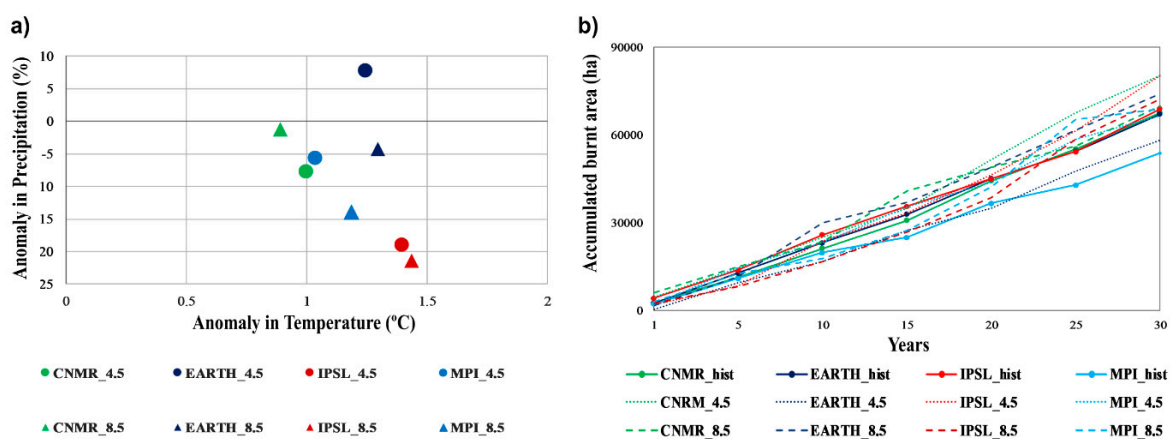 a)
Anomaly in Precipitation (%)
10
5
0
-5
10
15
20
25
0
0.5
1
1.5
2
Anomaly in Temperature (ºC)
CNMR_4.5
EARTH_4.5
IPSL_4.5
MPI_4.5
CNMR_8.5
EARTH_8.5
IPSL_8.5
MPI_8.5
b)
Accumulated burnt area (ha)
90000
60000
30000
0
1
5
10
15
20
25
30
Years
CNMR_hist
EARTH_hist
IPSL_hist
MPI_hist
CNRM_4.5
EARTH_4.5
IPSL_4.5
MPI_4.5
CNMR_8.5
EARTH_8.5
IPSL_8.5
MPI_8.5